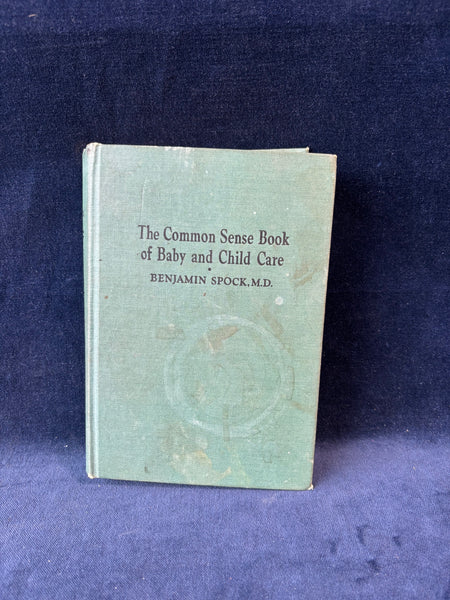 The Common Sense Book
of Baby and Child Care
BENJAMIN SPOCK, M.D.